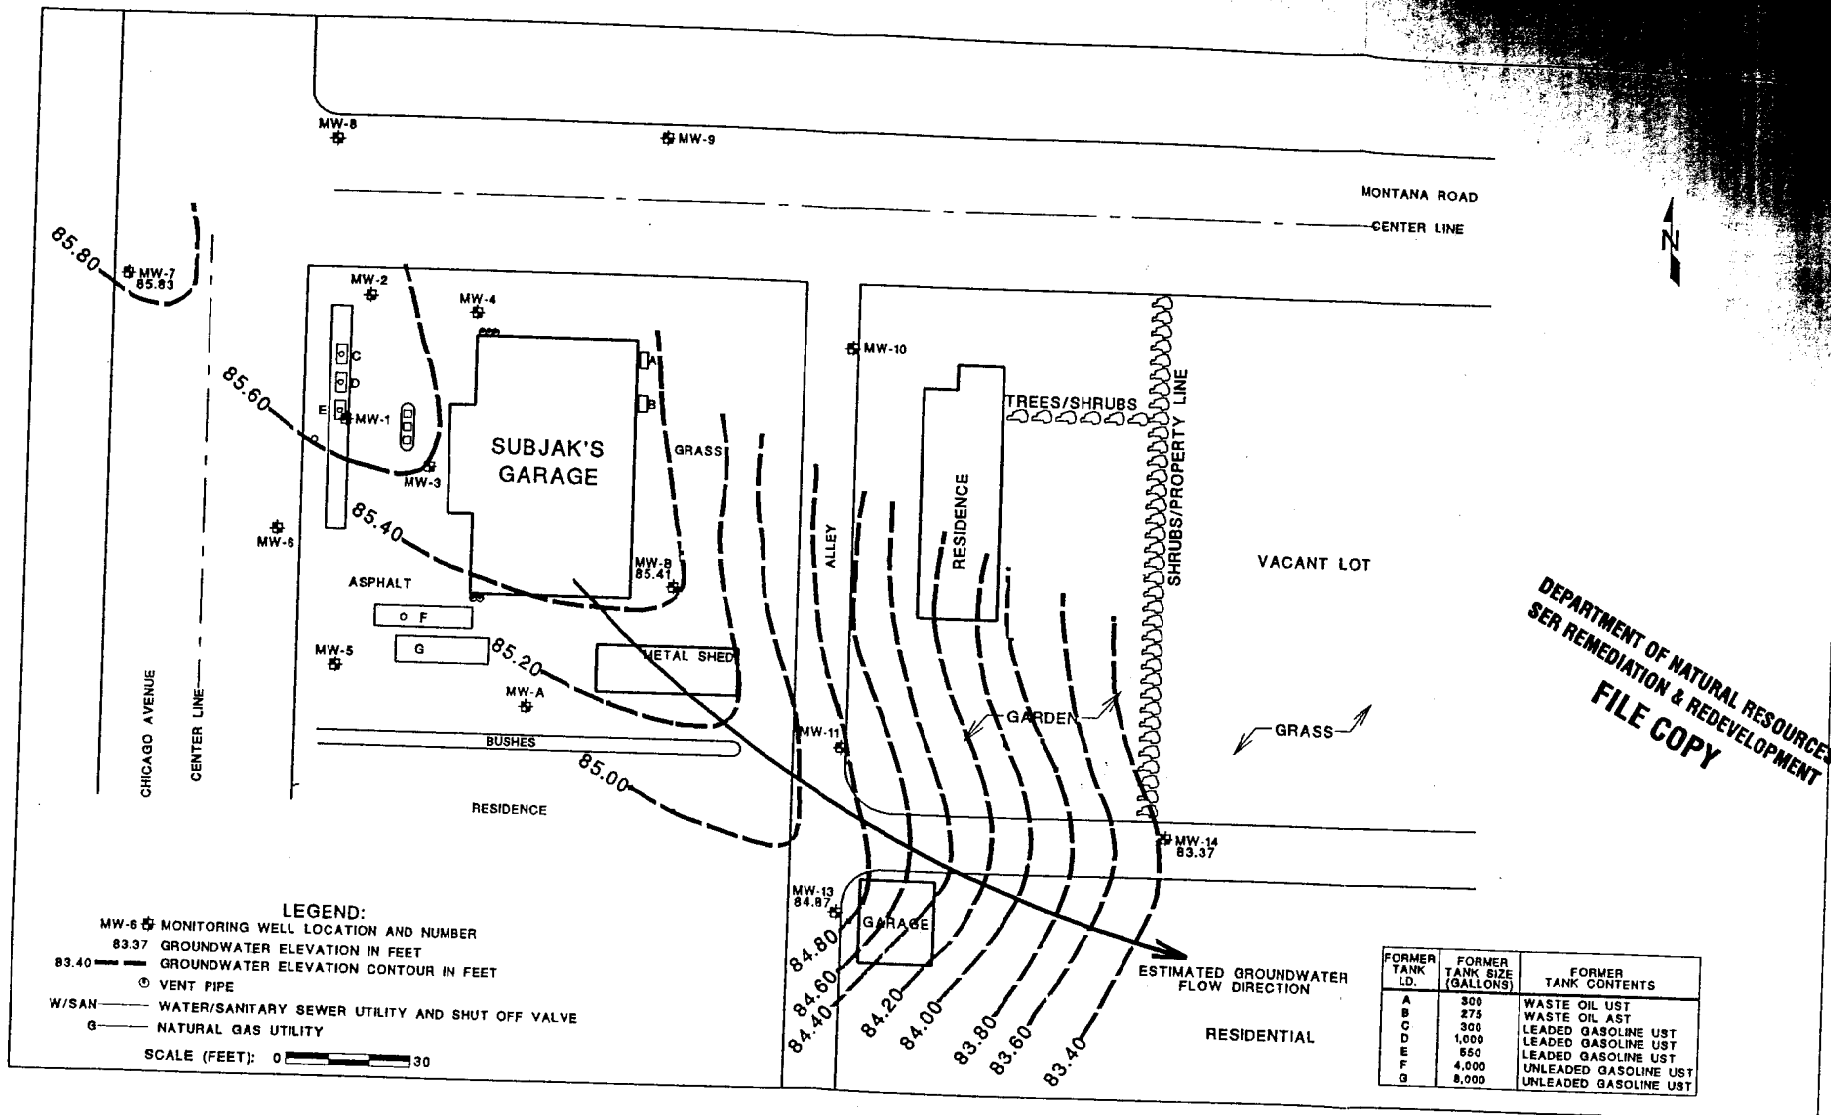 MW-8
MW-9
MONTANA ROAD
CENTER LINE
N
85.80
MW-7
85.83
MW-2
MW-4
MW-10
C
D
E
MW-1
A
B
85.60
TREES/SHRUBS
SHRUBS/PROPERTY LINE
SUBJAK'S
GARAGE
GRASS
MW-3
85.40
MW-6
ALLEY
RESIDENCE
VACANT LOT
MW-B
85.41
ASPHALT
F
G
MW-5
85.20
METAL SHED
MW-A
CHICAGO AVENUE
CENTER LINE
BUSHES
MW-11
GARDEN
GRASS
DEPARTMENT OF NATURAL RESOURCES
SER REMEDIATION & REDEVELOPMENT
FILE COPY
85.00
RESIDENCE
MW-14
83.37
MW-13
84.87
GARAGE
84.80
84.60
84.40
84.20
84.00
83.80
83.60
83.40
ESTIMATED GROUNDWATER
FLOW DIRECTION
RESIDENTIAL
LEGEND:
MW-6 MONITORING WELL LOCATION AND NUMBER
83.37 GROUNDWATER ELEVATION IN FEET
83.40 GROUNDWATER ELEVATION CONTOUR IN FEET
VENT PIPE
W/SAN WATER/SANITARY SEWER UTILITY AND SHUT OFF VALVE
G NATURAL GAS UTILITY
SCALE (FEET): 0 30
FORMER TANK I.D. FORMER TANK SIZE (GALLONS) FORMER TANK CONTENTS
A 300 WASTE OIL UST
B 275 WASTE OIL AST
C 300 LEADED GASOLINE UST
D 1,000 LEADED GASOLINE UST
E 550 LEADED GASOLINE UST
F 4,000 UNLEADED GASOLINE UST
G 8,000 UNLEADED GASOLINE UST